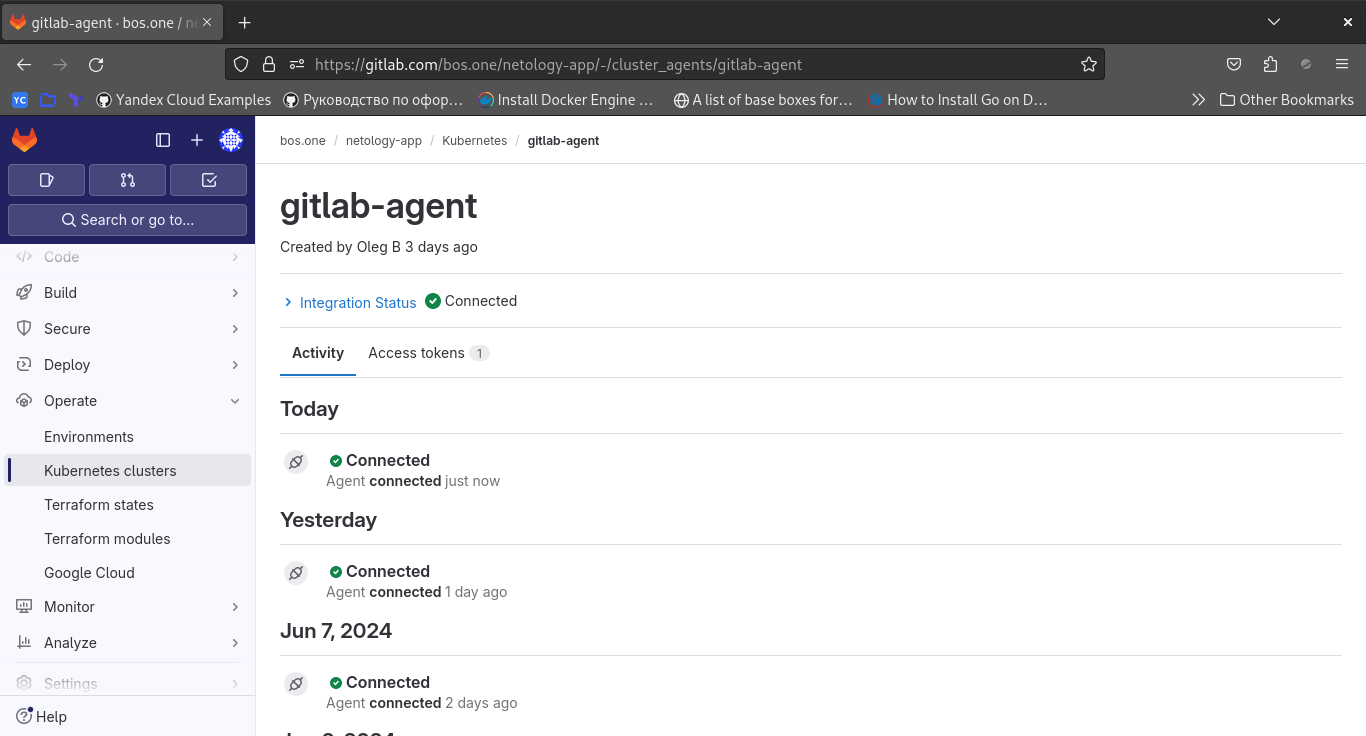 gitlab-agent · bos.one / ne
https://gitlab.com/bos.one/netology-app/-/cluster_agents/gitlab-agent
YC Yandex Cloud Examples Руководство по офор… Install Docker Engine … A list of base boxes for… How to Install Go on D… Other Bookmarks
bos.one / netology-app / Kubernetes / gitlab-agent
Search or go to...
Code
Build
Secure
Deploy
Operate
Environments
Kubernetes clusters
Terraform states
Terraform modules
Google Cloud
Monitor
Analyze
Settings
Help
gitlab-agent
Created by Oleg B 3 days ago
Integration Status Connected
Activity Access tokens 1
Today
Connected
Agent connected just now
Yesterday
Connected
Agent connected 1 day ago
Jun 7, 2024
Connected
Agent connected 2 days ago